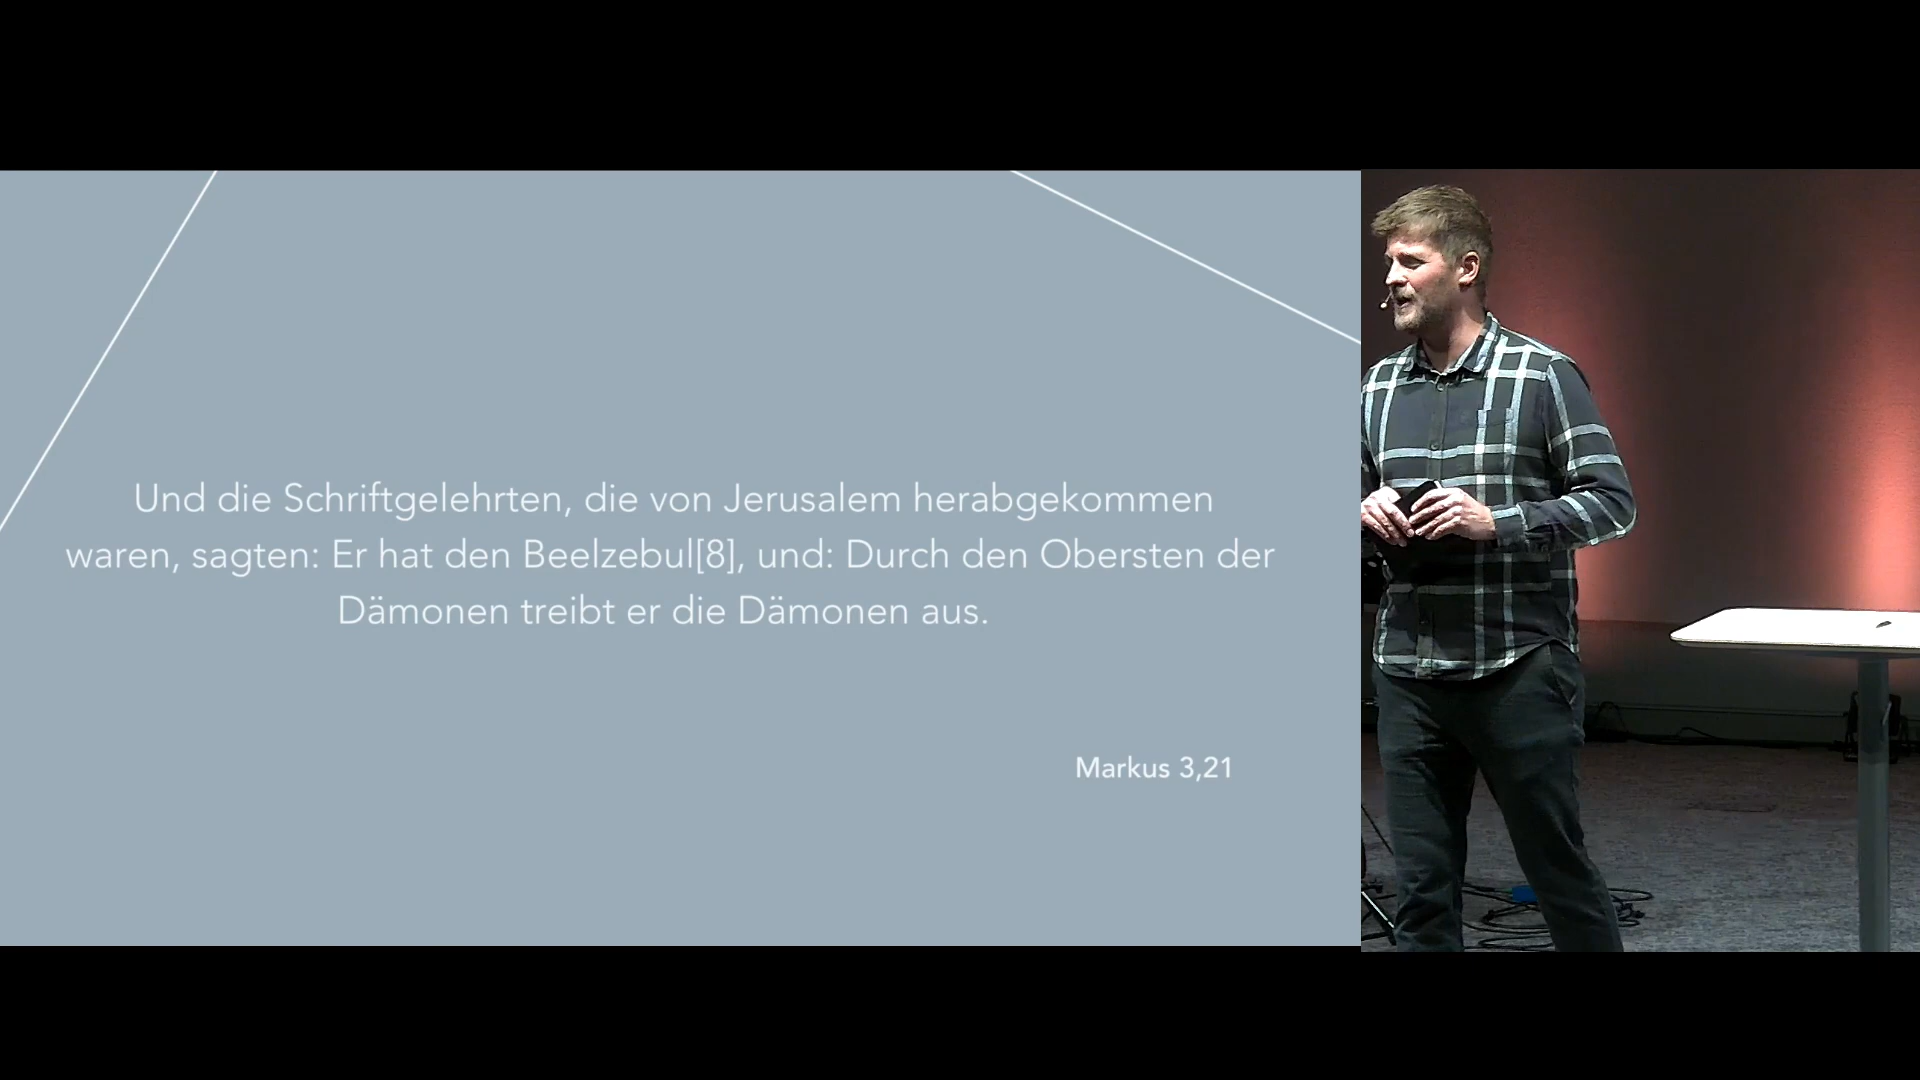 Und die Schriftgelehrten, die von Jerusalem herabgekommen
waren, sagten: Er hat den Beelzebul[8], und: Durch den Obersten der
Dämonen treibt er die Dämonen aus.
Markus 3,21